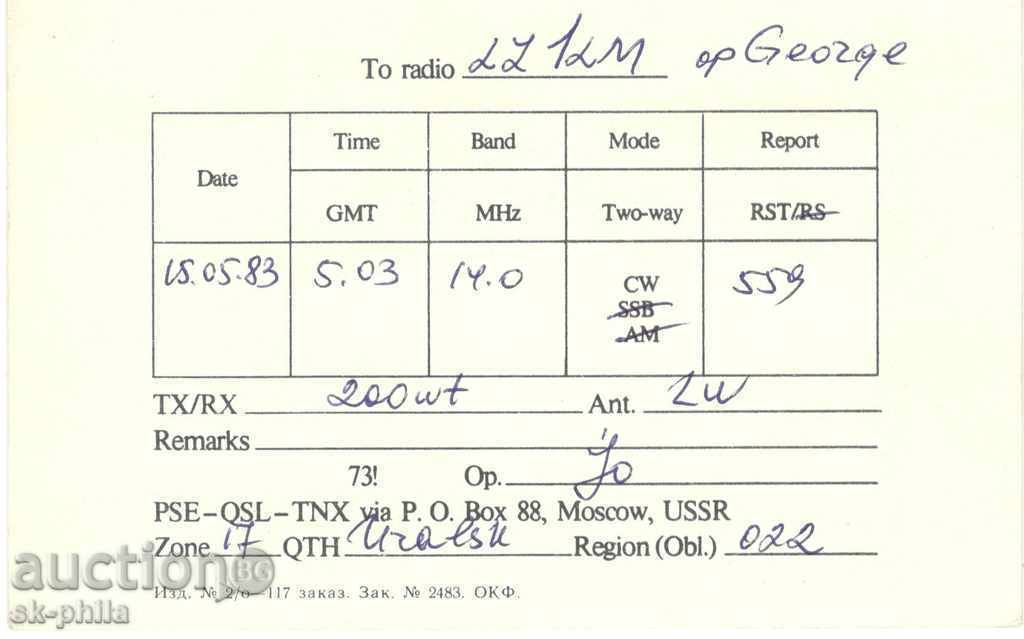 To radio LZ1KM op George
Date Time Band Mode Report
GMT MHz Two-way RST/RS
15.05.83 5.03 14.0 CW 559
SSB
AM
TX/RX 200wt Ant. LW
Remarks
73! Op. Yo
PSE–QSL–TNX via P. O. Box 88, Moscow, USSR
Zone 17 QTH Uralsk Region (Obl.) 022
Изд. № 2/о—117 заказ. Зак. № 2483. ОКФ.
auction BG
sk-phila